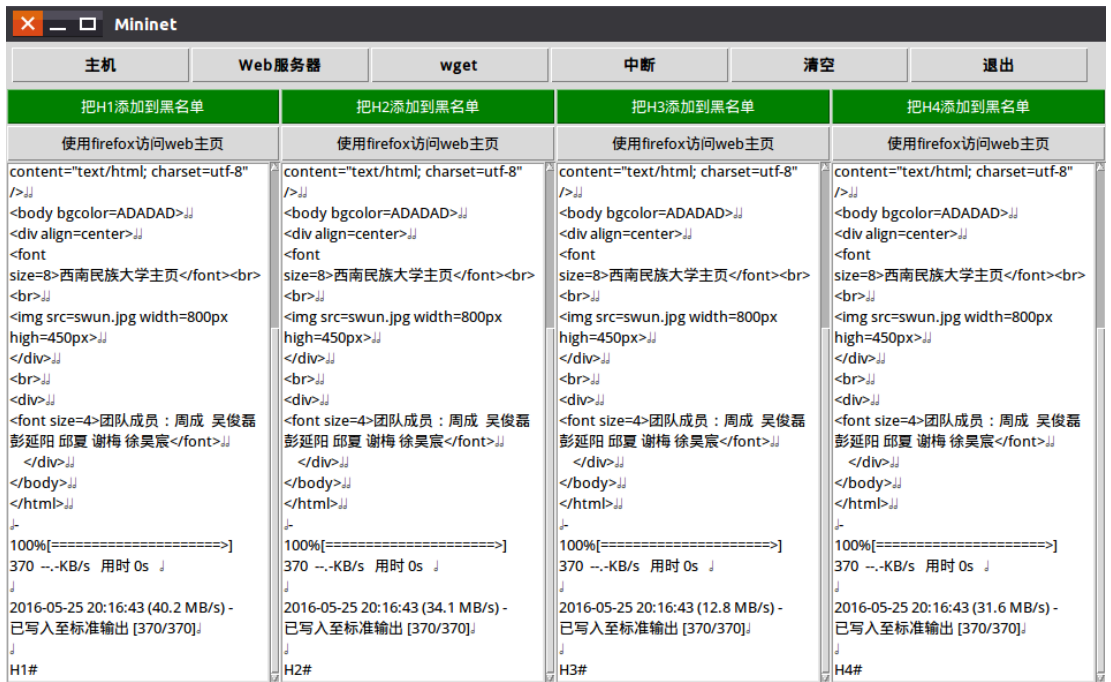 Mininet
主机 Web服务器 wget 中断 清空 退出
把H1添加到黑名单 把H2添加到黑名单 把H3添加到黑名单 把H4添加到黑名单
使用firefox访问web主页 使用firefox访问web主页 使用firefox访问web主页 使用firefox访问web主页
content="text/html; charset=utf-8"
/>
<body bgcolor=ADADAD>
<div align=center>
<font
size=8>西南民族大学主页</font><br>
<br>
<img src=swun.jpg width=800px
high=450px>
</div>
<br>
<div>
<font size=4>团队成员：周成 吴俊磊
彭延阳 邱夏 谢梅 徐昊宸</font>
</div>
</body>
</html>
-
100%[=====================>]
370 --.-KB/s 用时 0s
2016-05-25 20:16:43 (40.2 MB/s) -
已写入至标准输出 [370/370]
H1#
content="text/html; charset=utf-8"
/>
<body bgcolor=ADADAD>
<div align=center>
<font
size=8>西南民族大学主页</font><br>
<br>
<img src=swun.jpg width=800px
high=450px>
</div>
<br>
<div>
<font size=4>团队成员：周成 吴俊磊
彭延阳 邱夏 谢梅 徐昊宸</font>
</div>
</body>
</html>
-
100%[=====================>]
370 --.-KB/s 用时 0s
2016-05-25 20:16:43 (34.1 MB/s) -
已写入至标准输出 [370/370]
H2#
content="text/html; charset=utf-8"
/>
<body bgcolor=ADADAD>
<div align=center>
<font
size=8>西南民族大学主页</font><br>
<br>
<img src=swun.jpg width=800px
high=450px>
</div>
<br>
<div>
<font size=4>团队成员：周成 吴俊磊
彭延阳 邱夏 谢梅 徐昊宸</font>
</div>
</body>
</html>
-
100%[=====================>]
370 --.-KB/s 用时 0s
2016-05-25 20:16:43 (12.8 MB/s) -
已写入至标准输出 [370/370]
H3#
content="text/html; charset=utf-8"
/>
<body bgcolor=ADADAD>
<div align=center>
<font
size=8>西南民族大学主页</font><br>
<br>
<img src=swun.jpg width=800px
high=450px>
</div>
<br>
<div>
<font size=4>团队成员：周成 吴俊磊
彭延阳 邱夏 谢梅 徐昊宸</font>
</div>
</body>
</html>
-
100%[=====================>]
370 --.-KB/s 用时 0s
2016-05-25 20:16:43 (31.6 MB/s) -
已写入至标准输出 [370/370]
H4#